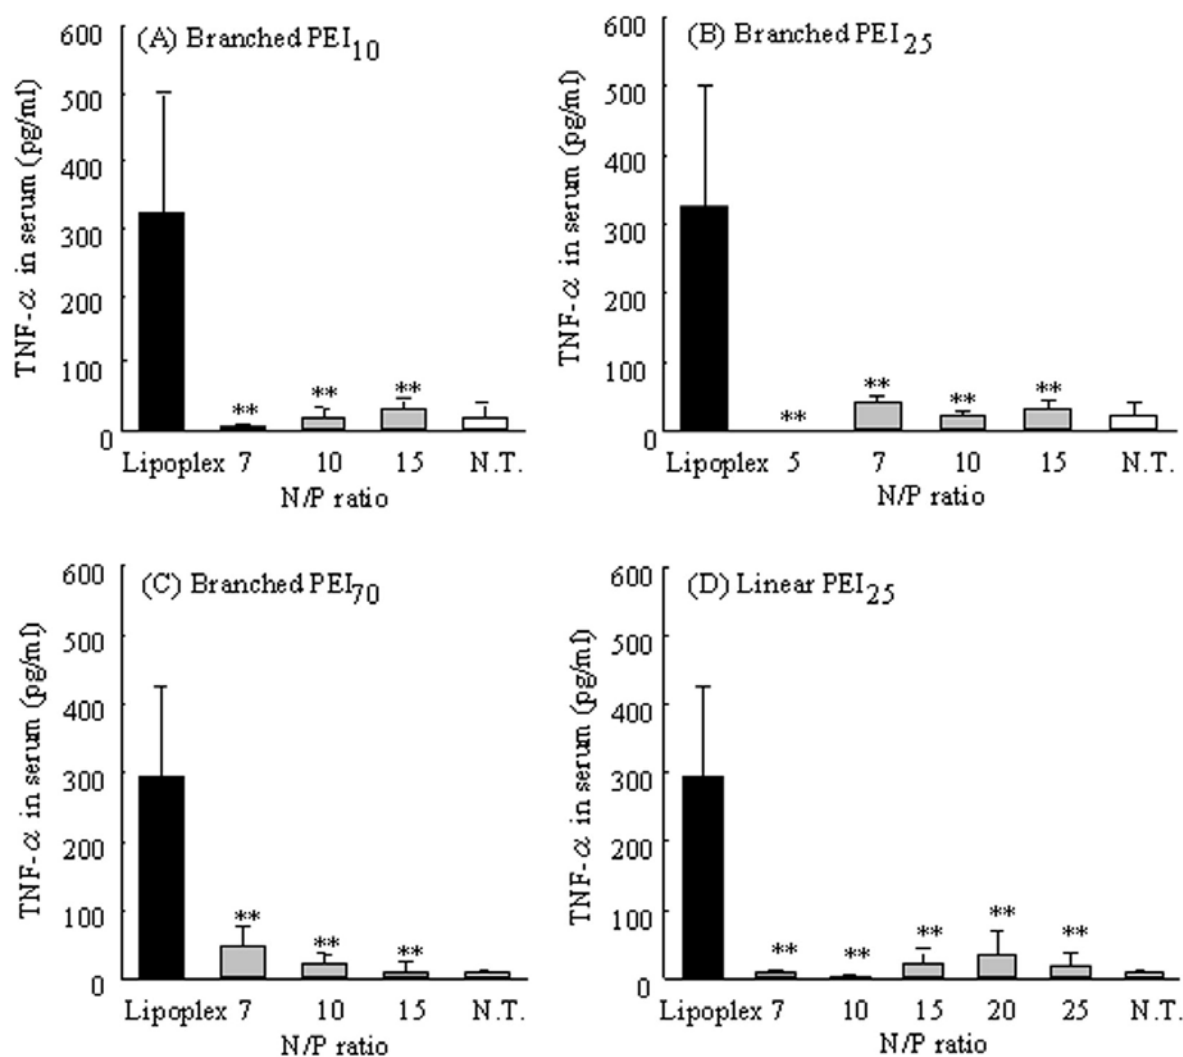 (A) Branched PEI10
TNF-α in serum (pg/ml)
600
500
400
300
200
100
0
**
**
**
Lipoplex 7 10 15 N.T.
N/P ratio
(B) Branched PEI25
TNF-α in serum (pg/ml)
600
500
400
300
200
100
0
**
**
**
**
Lipoplex 5 7 10 15 N.T.
N/P ratio
(C) Branched PEI70
TNF-α in serum (pg/ml)
600
500
400
300
200
100
0
**
**
**
Lipoplex 7 10 15 N.T.
N/P ratio
(D) Linear PEI25
TNF-α in serum (pg/ml)
600
500
400
300
200
100
0
**
**
**
**
**
Lipoplex 7 10 15 20 25 N.T.
N/P ratio